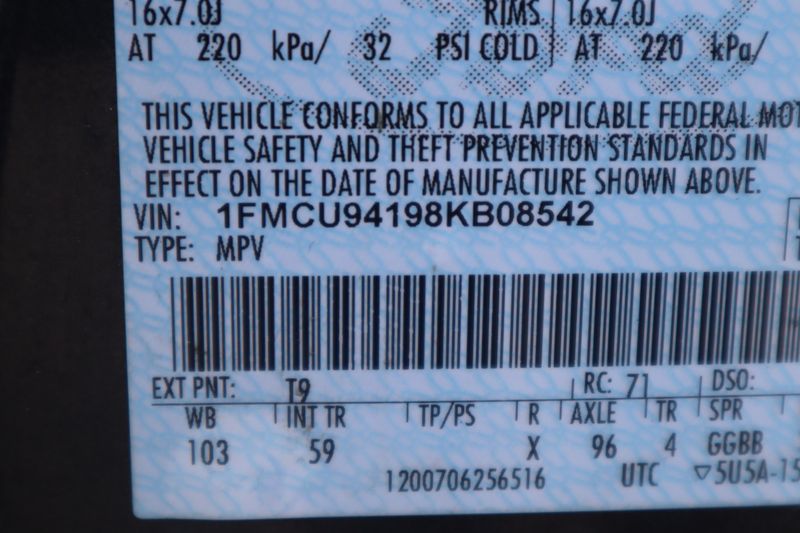 16x7.0J RIMS 16x7.0J
AT 220 kPa/ 32 PSI COLD AT 220 kPa/
THIS VEHICLE CONFORMS TO ALL APPLICABLE FEDERAL MOT
VEHICLE SAFETY AND THEFT PREVENTION STANDARDS IN
EFFECT ON THE DATE OF MANUFACTURE SHOWN ABOVE.
VIN: 1FMCU94198KB08542
TYPE: MPV
EXT PNT: T9 RC: 71 DSO:
WB INT TR TP/PS R AXLE TR SPR
103 59 X 96 4 GGBB
1200706256516 UTC ▽5U5A-15